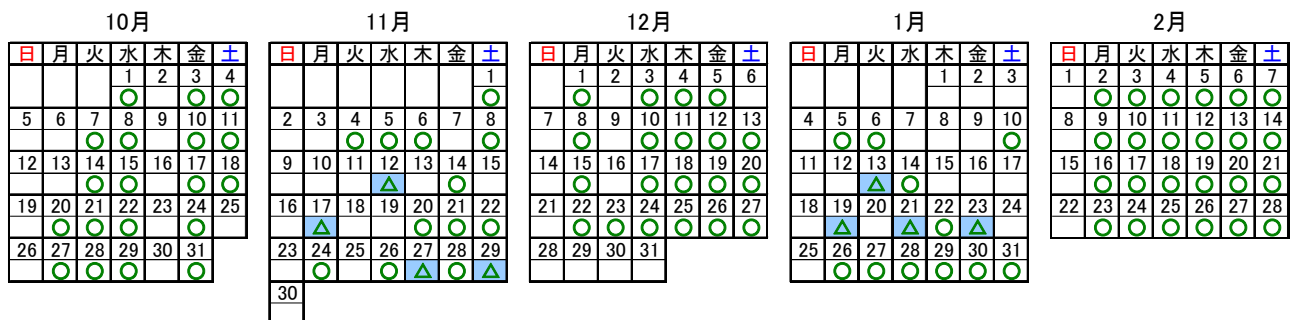 10月
日 月 火 水 木 金 土
1 2 3 4
○ ○ ○
5 6 7 8 9 10 11
○ ○ ○ ○
12 13 14 15 16 17 18
○ ○ ○ ○
19 20 21 22 23 24 25
○ ○ ○ ○
26 27 28 29 30 31
○ ○ ○ ○
11月
日 月 火 水 木 金 土
1
○
2 3 4 5 6 7 8
○ ○ ○ ○
9 10 11 12 13 14 15
△ ○
16 17 18 19 20 21 22
△ ○ ○ ○
23 24 25 26 27 28 29
○ ○ △ ○ △
30
12月
日 月 火 水 木 金 土
1 2 3 4 5 6
○ ○ ○ ○
7 8 9 10 11 12 13
○ ○ ○ ○ ○
14 15 16 17 18 19 20
○ ○ ○ ○ ○
21 22 23 24 25 26 27
○ ○ ○ ○ ○ ○
28 29 30 31
1月
日 月 火 水 木 金 土
1 2 3
4 5 6 7 8 9 10
○ ○ ○
11 12 13 14 15 16 17
△ ○
18 19 20 21 22 23 24
△ △ ○ △
25 26 27 28 29 30 31
○ ○ ○ ○ ○ ○
2月
日 月 火 水 木 金 土
1 2 3 4 5 6 7
○ ○ ○ ○ ○ ○
8 9 10 11 12 13 14
○ ○ ○ ○ ○ ○
15 16 17 18 19 20 21
○ ○ ○ ○ ○ ○
22 23 24 25 26 27 28
○ ○ ○ ○ ○ ○